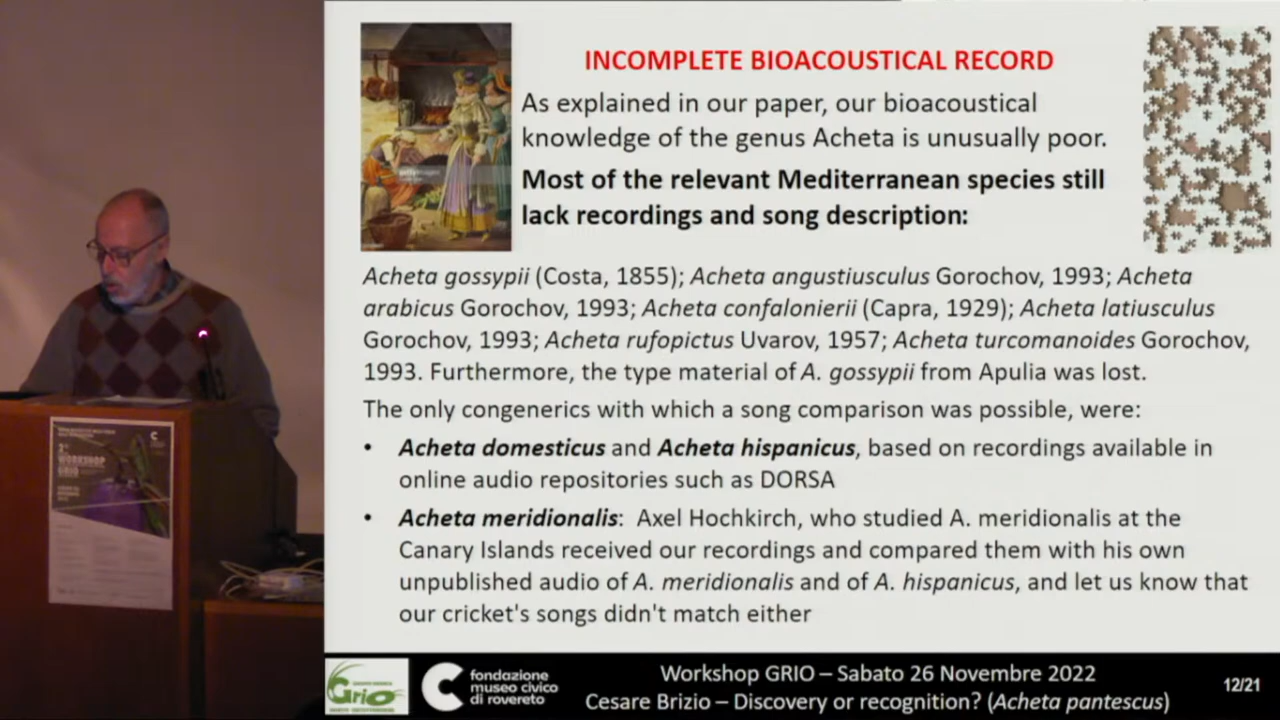 INCOMPLETE BIOACOUSTICAL RECORD
As explained in our paper, our bioacoustical
knowledge of the genus Acheta is unusually poor.
Most of the relevant Mediterranean species still
lack recordings and song description:
Acheta gossypii (Costa, 1855); Acheta angustiusculus Gorochov, 1993; Acheta
arabicus Gorochov, 1993; Acheta confalonierii (Capra, 1929); Acheta latiusculus
Gorochov, 1993; Acheta rufopictus Uvarov, 1957; Acheta turcomanoides Gorochov,
1993. Furthermore, the type material of A. gossypii from Apulia was lost.
The only congenerics with which a song comparison was possible, were:
• Acheta domesticus and Acheta hispanicus, based on recordings available in
online audio repositories such as DORSA
• Acheta meridionalis: Axel Hochkirch, who studied A. meridionalis at the
Canary Islands received our recordings and compared them with his own
unpublished audio of A. meridionalis and of A. hispanicus, and let us know that
our cricket's songs didn't match either
WORKSHOP
GRIO
Grio
fondazione
museo civico
di rovereto
Workshop GRIO – Sabato 26 Novembre 2022
Cesare Brizio – Discovery or recognition? (Acheta pantescus)
12/21